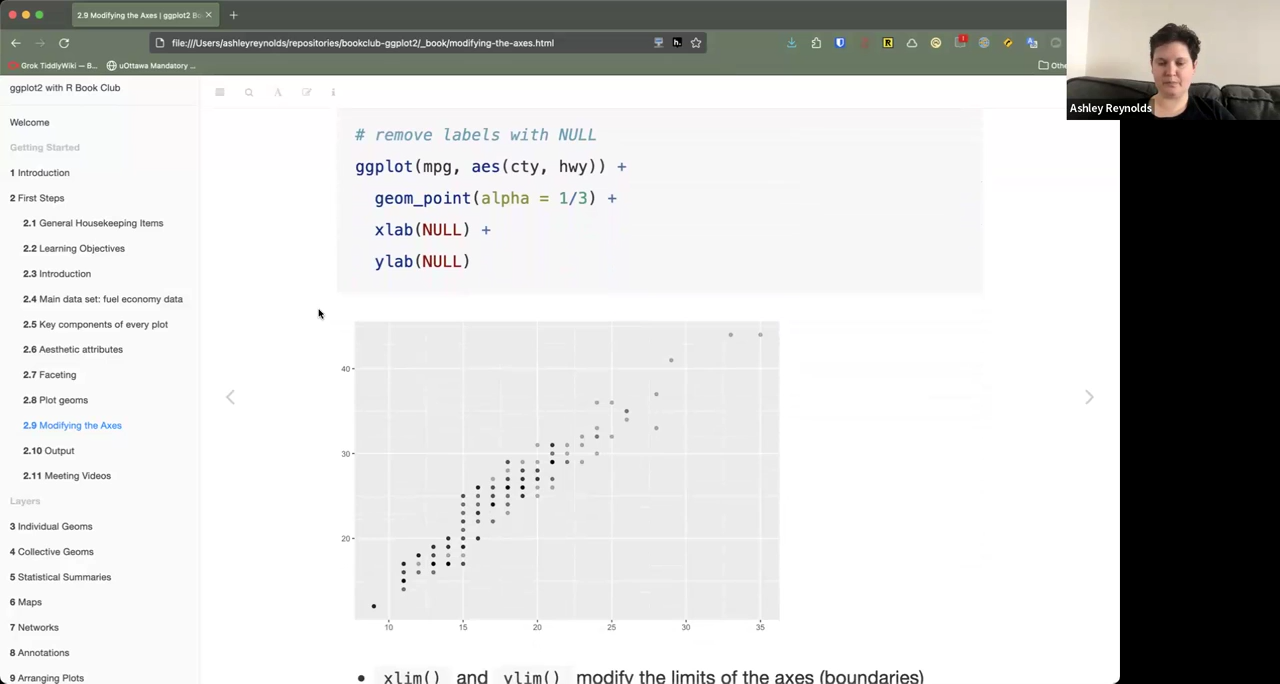 2.9 Modifying the Axes | ggplot2 Bo
file:///Users/ashleyreynolds/repositories/bookclub-ggplot2/_book/modifying-the-axes.html
Grok TiddlyWiki — B...
uOttawa Mandatory ...
Othe
Ashley Reynolds
ggplot2 with R Book Club
Welcome
Getting Started
1 Introduction
2 First Steps
2.1 General Housekeeping Items
2.2 Learning Objectives
2.3 Introduction
2.4 Main data set: fuel economy data
2.5 Key components of every plot
2.6 Aesthetic attributes
2.7 Faceting
2.8 Plot geoms
2.9 Modifying the Axes
2.10 Output
2.11 Meeting Videos
Layers
3 Individual Geoms
4 Collective Geoms
5 Statistical Summaries
6 Maps
7 Networks
8 Annotations
9 Arranging Plots
# remove labels with NULL
ggplot(mpg, aes(cty, hwy)) +
geom_point(alpha = 1/3) +
xlab(NULL) +
ylab(NULL)
40
30
20
10 15 20 25 30 35
• xlim() and ylim() modify the limits of the axes (boundaries)